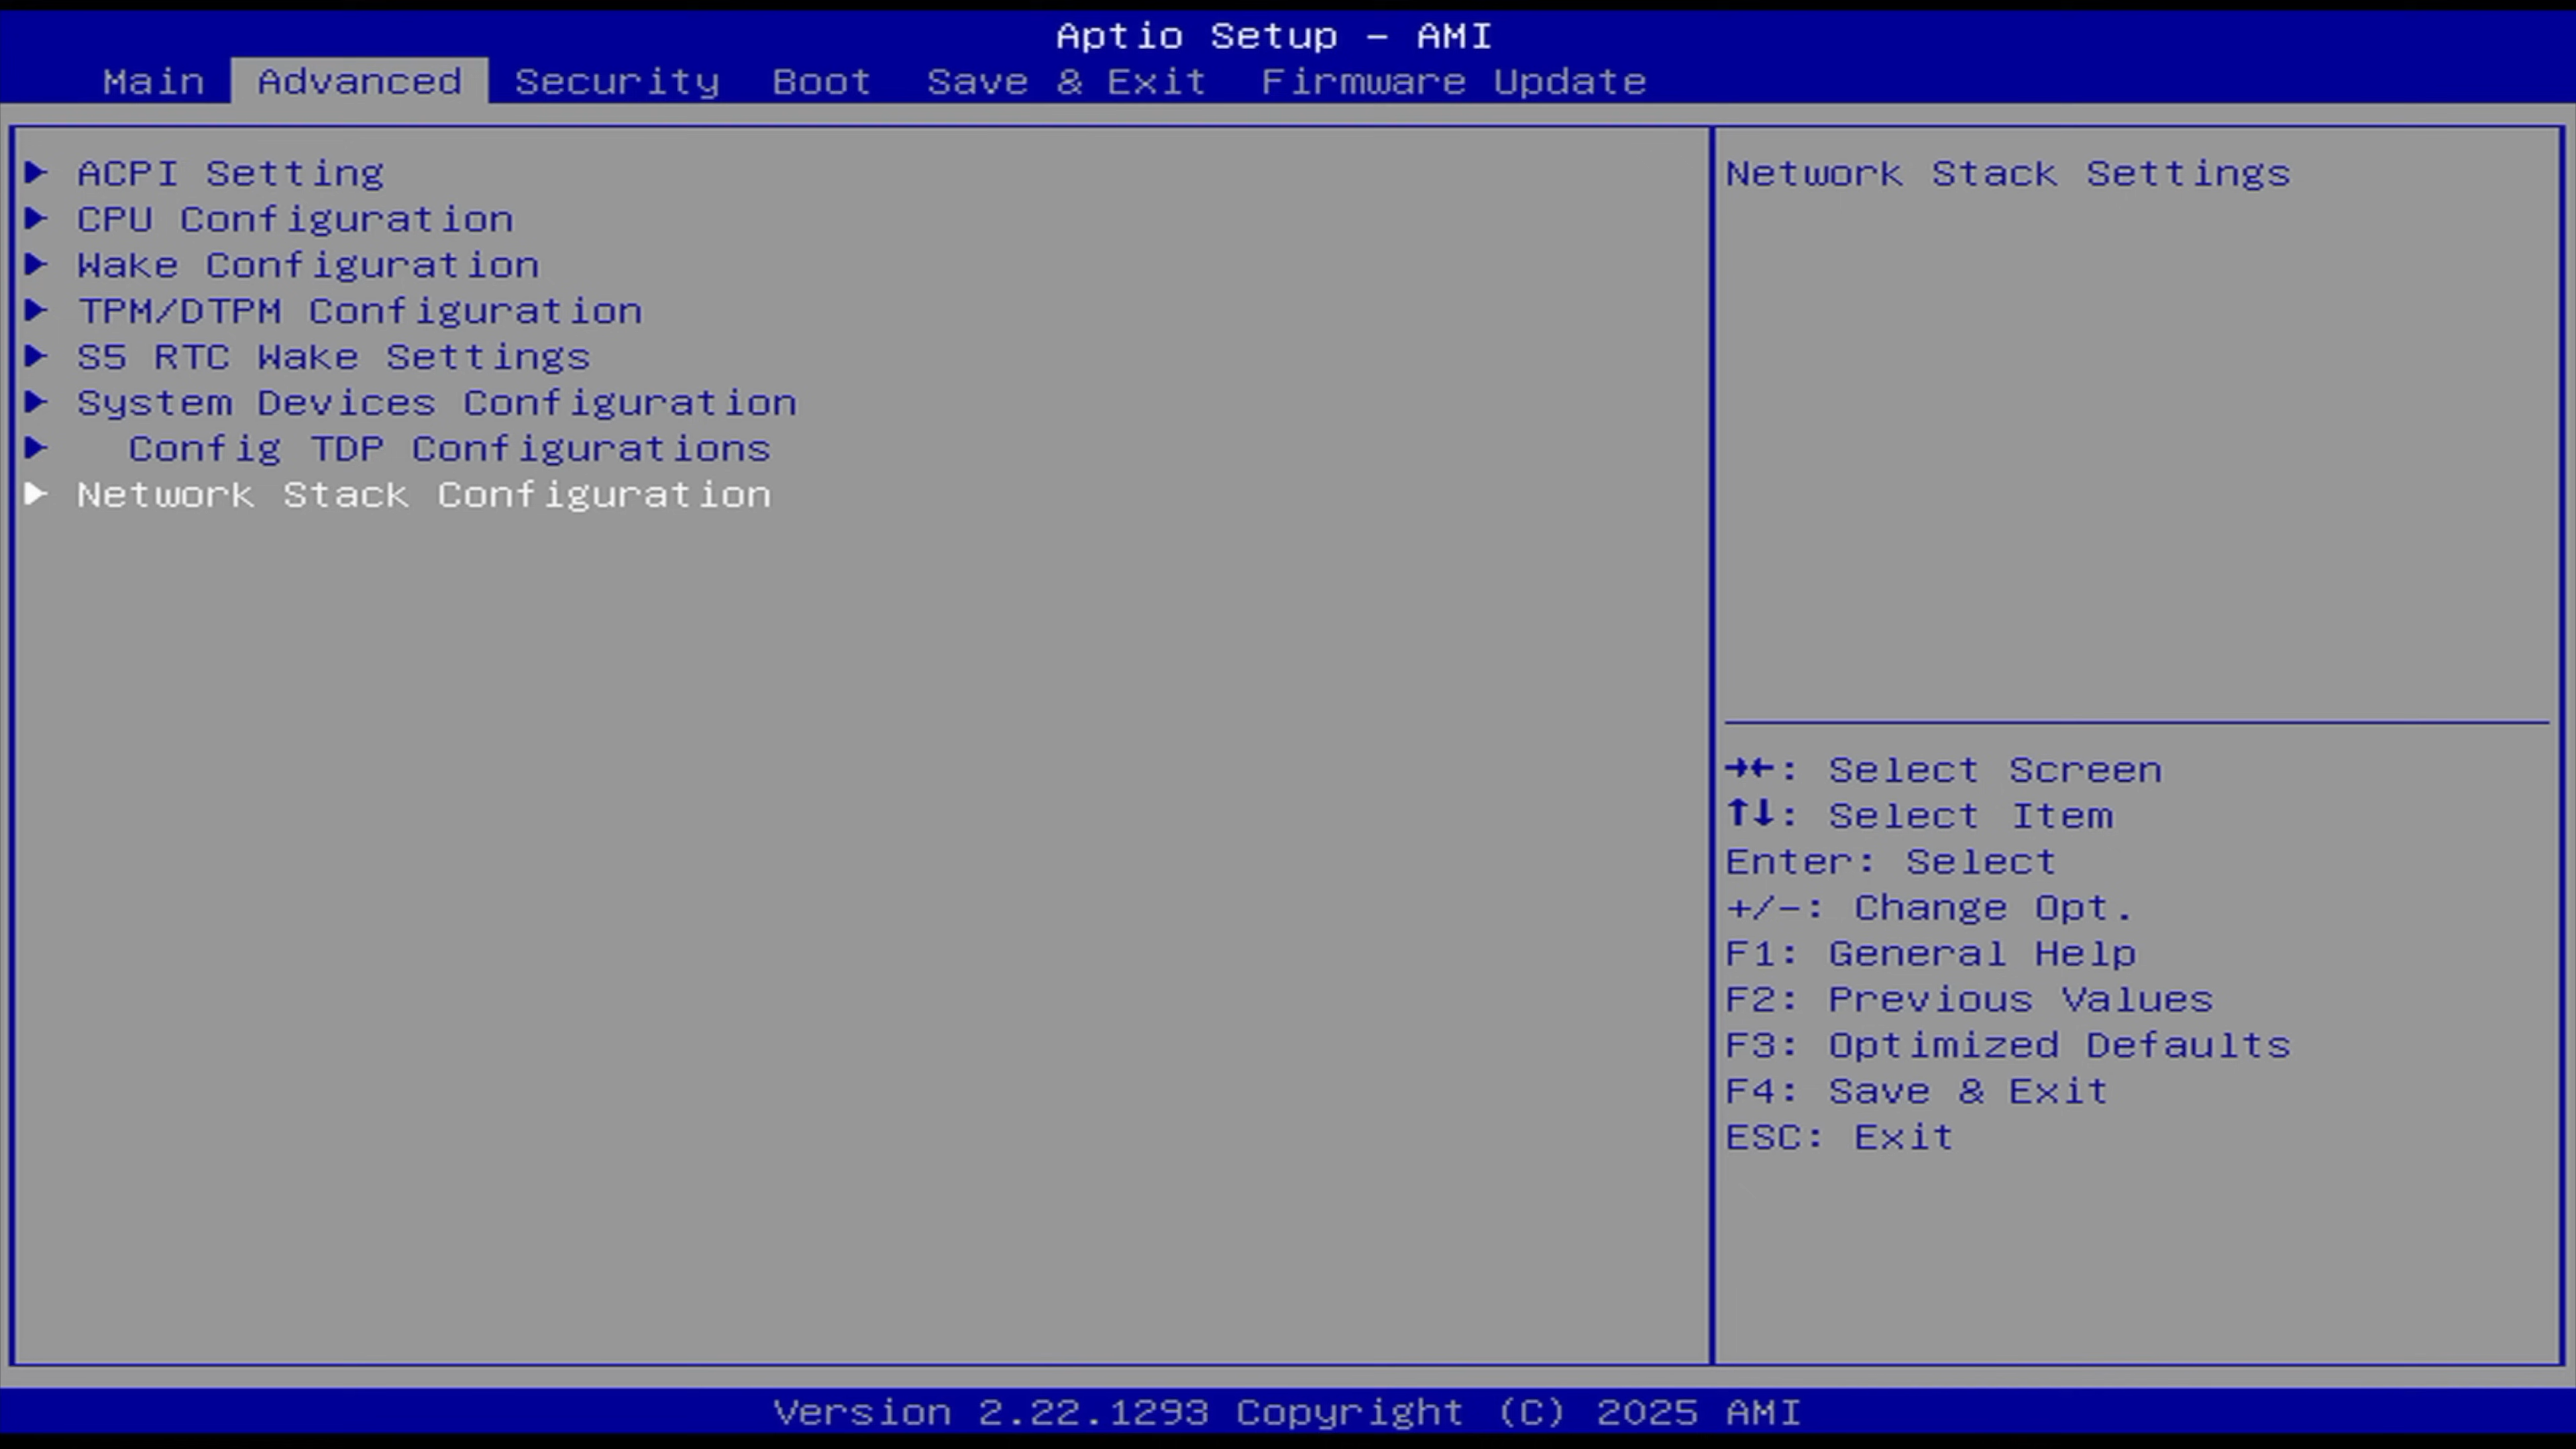 Aptio Setup - AMI
Main Advanced Security Boot Save & Exit Firmware Update
► ACPI Setting
► CPU Configuration
► Wake Configuration
► TPM/DTPM Configuration
► S5 RTC Wake Settings
► System Devices Configuration
► Config TDP Configurations
► Network Stack Configuration
Network Stack Settings
→←: Select Screen
↑↓: Select Item
Enter: Select
+/-: Change Opt.
F1: General Help
F2: Previous Values
F3: Optimized Defaults
F4: Save & Exit
ESC: Exit
Version 2.22.1293 Copyright (C) 2025 AMI